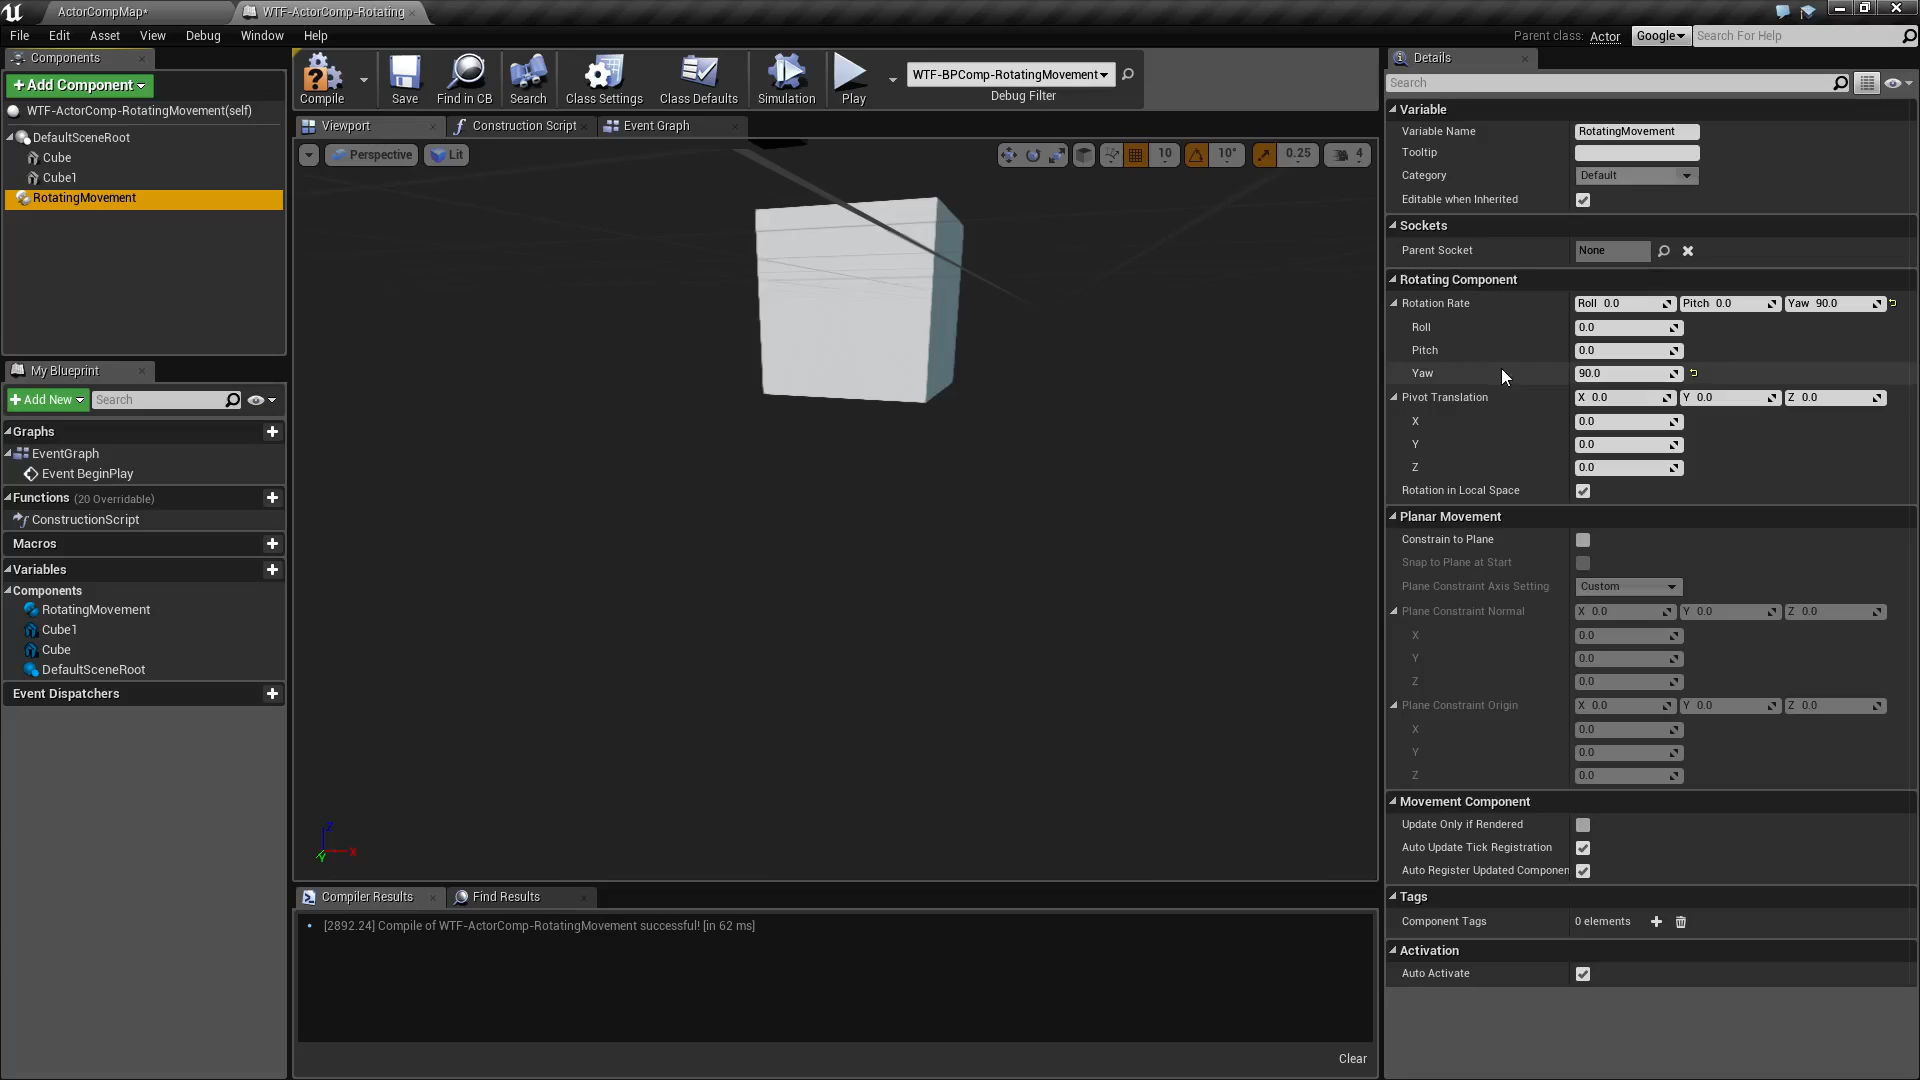 ActorCompMap*
WTF-ActorComp-Rotating
File Edit Asset View Debug Window Help
Parent class: Actor Google Search For Help
Components
Add Component
WTF-ActorComp-RotatingMovement(self)
DefaultSceneRoot
Cube
Cube1
RotatingMovement
Compile
Save
Find in CB
Search
Class Settings
Class Defaults
Simulation
Play
WTF-BPComp-RotatingMovement
Debug Filter
Viewport
Construction Script
Event Graph
Perspective
Lit
10
10°
0.25
4
Z
X
Y
My Blueprint
Add New
Search
Graphs
EventGraph
Event BeginPlay
Functions (20 Overridable)
ConstructionScript
Macros
Variables
Components
RotatingMovement
Cube1
Cube
DefaultSceneRoot
Event Dispatchers
Compiler Results
Find Results
[2892.24] Compile of WTF-ActorComp-RotatingMovement successful! [in 62 ms]
Clear
Details
Search
Variable
Variable Name RotatingMovement
Tooltip
Category Default
Editable when Inherited
Sockets
Parent Socket None
Rotating Component
Rotation Rate Roll 0.0 Pitch 0.0 Yaw 90.0
Roll 0.0
Pitch 0.0
Yaw 90.0
Pivot Translation X 0.0 Y 0.0 Z 0.0
X 0.0
Y 0.0
Z 0.0
Rotation in Local Space
Planar Movement
Constrain to Plane
Snap to Plane at Start
Plane Constraint Axis Setting Custom
Plane Constraint Normal X 0.0 Y 0.0 Z 0.0
X 0.0
Y 0.0
Z 0.0
Plane Constraint Origin X 0.0 Y 0.0 Z 0.0
X 0.0
Y 0.0
Z 0.0
Movement Component
Update Only if Rendered
Auto Update Tick Registration
Auto Register Updated Componen
Tags
Component Tags 0 elements
Activation
Auto Activate